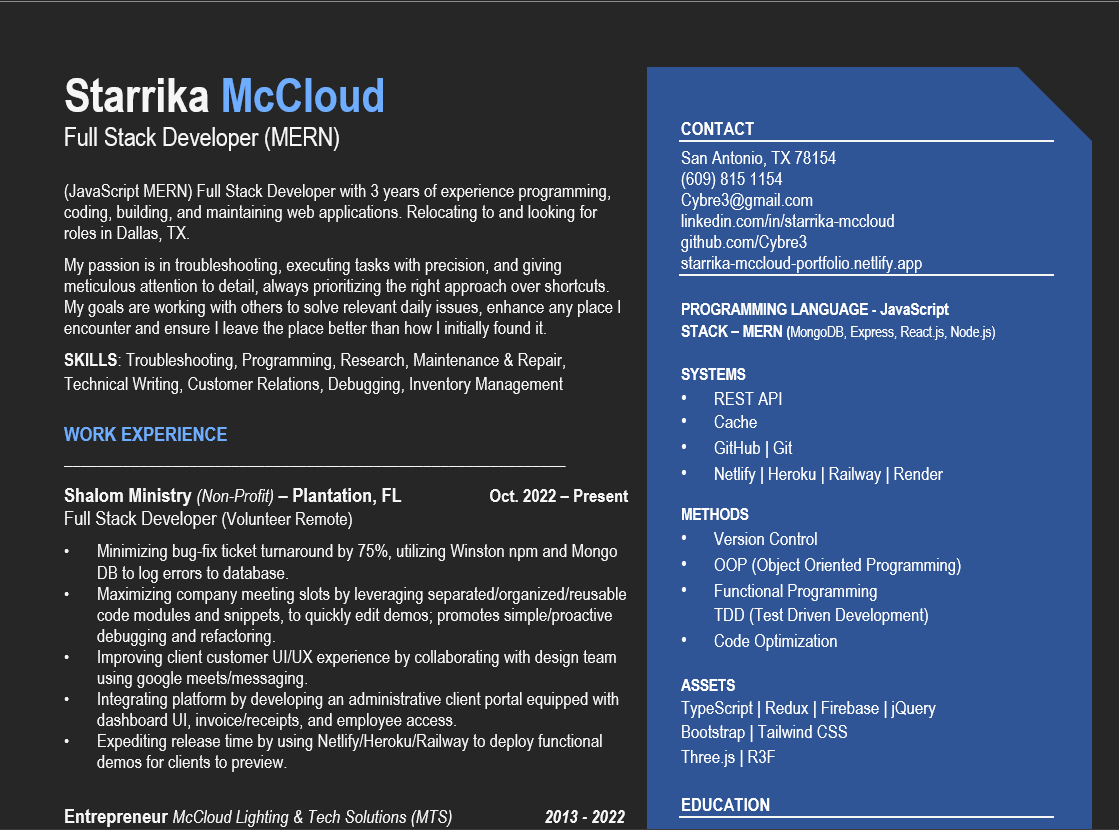 Starrika McCloud
Full Stack Developer (MERN)
(JavaScript MERN) Full Stack Developer with 3 years of experience programming,
coding, building, and maintaining web applications. Relocating to and looking for
roles in Dallas, TX.
My passion is in troubleshooting, executing tasks with precision, and giving
meticulous attention to detail, always prioritizing the right approach over shortcuts.
My goals are working with others to solve relevant daily issues, enhance any place I
encounter and ensure I leave the place better than how I initially found it.
SKILLS: Troubleshooting, Programming, Research, Maintenance & Repair,
Technical Writing, Customer Relations, Debugging, Inventory Management
WORK EXPERIENCE
Shalom Ministry (Non-Profit) – Plantation, FL Oct. 2022 – Present
Full Stack Developer (Volunteer Remote)
• Minimizing bug-fix ticket turnaround by 75%, utilizing Winston npm and Mongo
DB to log errors to database.
• Maximizing company meeting slots by leveraging separated/organized/reusable
code modules and snippets, to quickly edit demos; promotes simple/proactive
debugging and refactoring.
• Improving client customer UI/UX experience by collaborating with design team
using google meets/messaging.
• Integrating platform by developing an administrative client portal equipped with
dashboard UI, invoice/receipts, and employee access.
• Expediting release time by using Netlify/Heroku/Railway to deploy functional
demos for clients to preview.
Entrepreneur McCloud Lighting & Tech Solutions (MTS) 2013 - 2022
CONTACT
San Antonio, TX 78154
(609) 815 1154
Cybre3@gmail.com
linkedin.com/in/starrika-mccloud
github.com/Cybre3
starrika-mccloud-portfolio.netlify.app
PROGRAMMING LANGUAGE - JavaScript
STACK – MERN (MongoDB, Express, React.js, Node.js)
SYSTEMS
• REST API
• Cache
• GitHub | Git
• Netlify | Heroku | Railway | Render
METHODS
• Version Control
• OOP (Object Oriented Programming)
• Functional Programming
TDD (Test Driven Development)
• Code Optimization
ASSETS
TypeScript | Redux | Firebase | jQuery
Bootstrap | Tailwind CSS
Three.js | R3F
EDUCATION